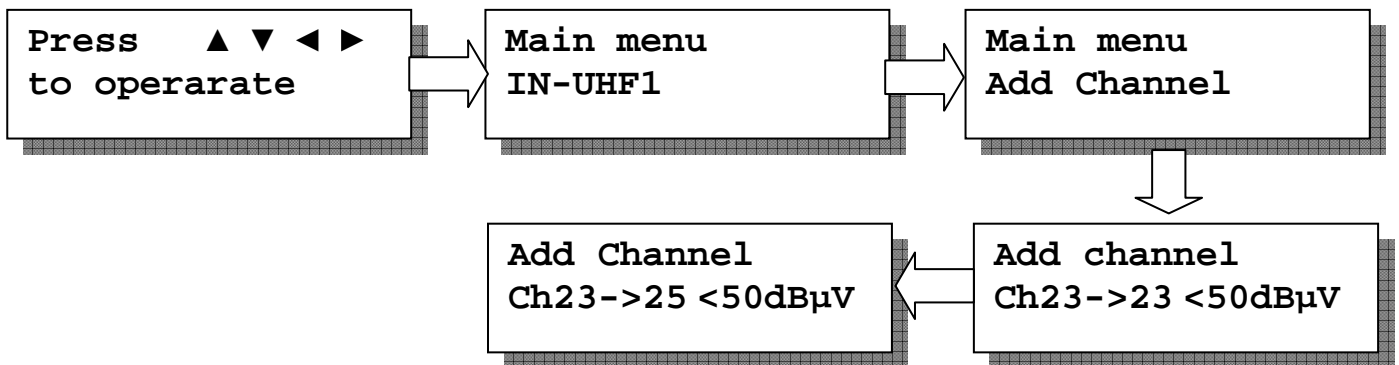 Press ▲ ▼ ◄ ►
to operarate
Main menu
IN-UHF1
Main menu
Add Channel
Add channel
Ch23->23 <50dBµV
Add Channel
Ch23->25 <50dBµV